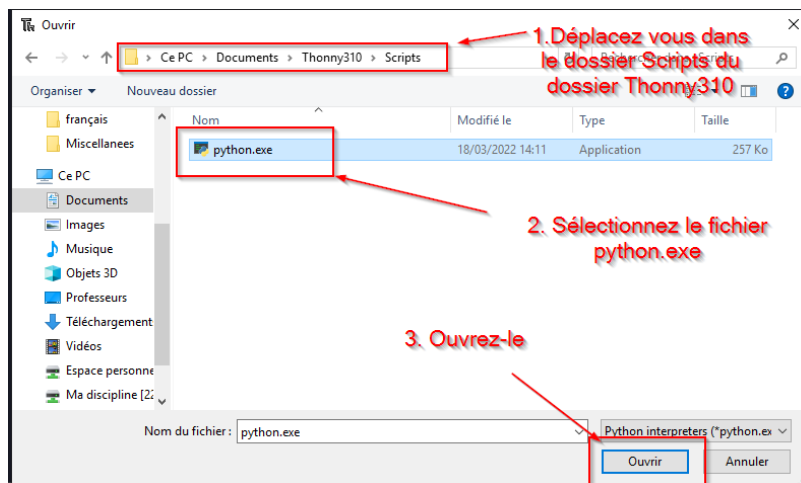 Ouvrir
Ce PC > Documents > Thonny310 > Scripts
1.Déplacez vous dans
le dossier Scripts du
dossier Thonny310
Organiser
Nouveau dossier
français
Miscellanees
Ce PC
Documents
Images
Musique
Objets 3D
Professeurs
Téléchargement
Vidéos
Espace personne
Ma discipline [22
Nom
Modifié le
Type
Taille
python.exe
18/03/2022 14:11
Application
257 Ko
2. Sélectionnez le fichier
python.exe
3. Ouvrez-le
Nom du fichier : python.exe
Python interpreters (*python.ex
Ouvrir
Annuler